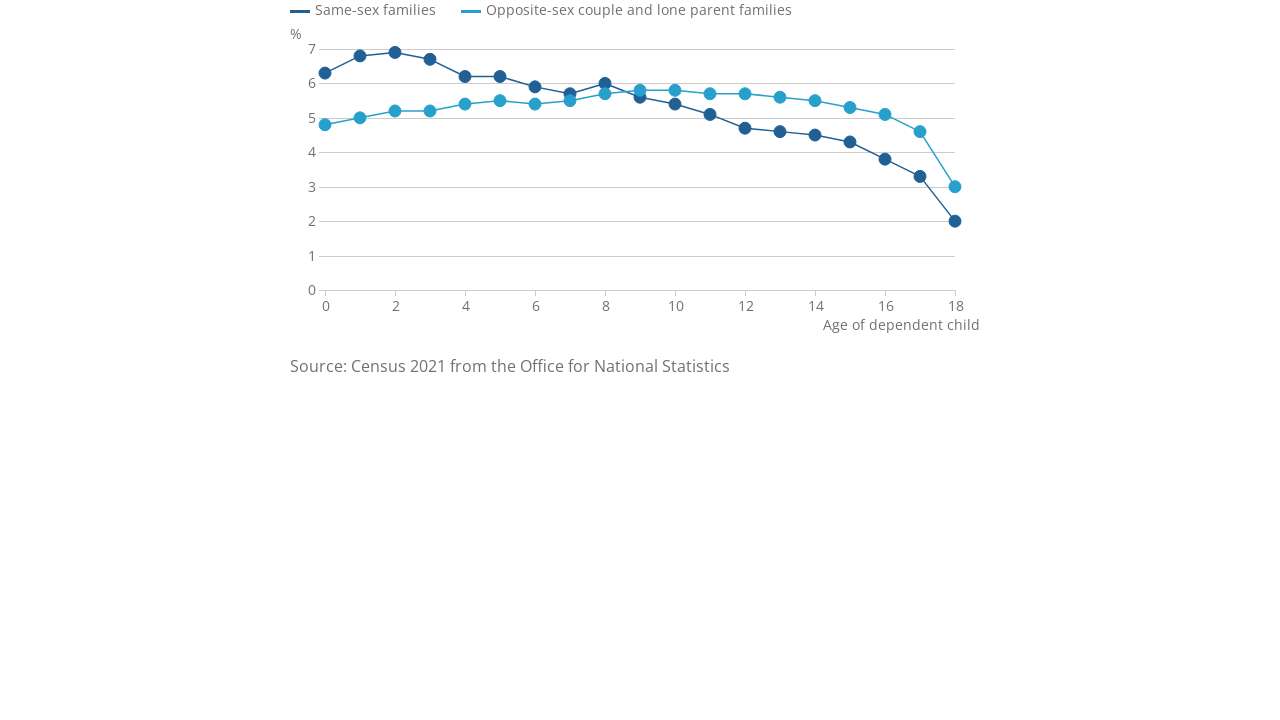 Same-sex families Opposite-sex couple and lone parent families
%
7
6
5
4
3
2
1
0
0 2 4 6 8 10 12 14 16 18
Age of dependent child
Source: Census 2021 from the Office for National Statistics